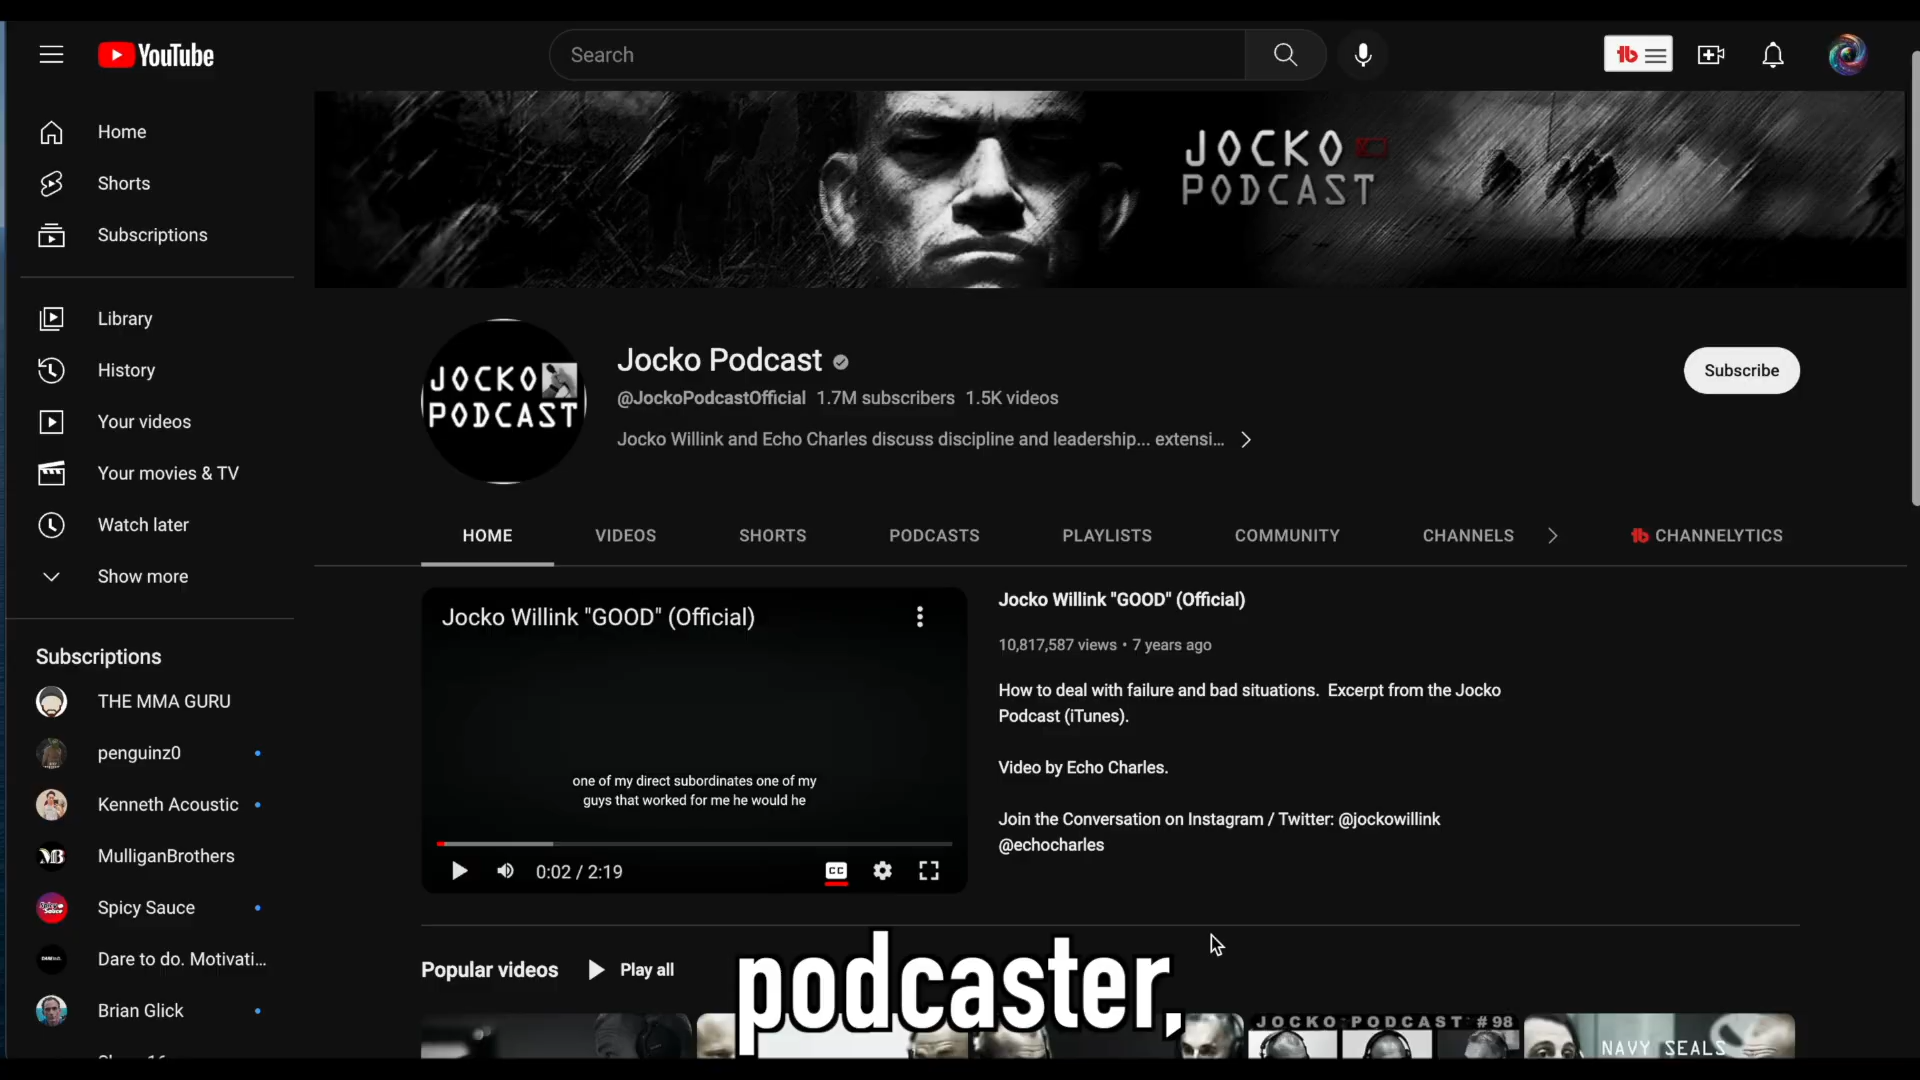 YouTube
Search
Home
Shorts
Subscriptions
Library
History
Your videos
Your movies & TV
Watch later
Show more
Subscriptions
THE MMA GURU
penguinz0
Kenneth Acoustic
MulliganBrothers
Spicy Sauce
Dare to do. Motivati...
Brian Glick
JOCKO
PODCAST
JOCKO
PODCAST
Jocko Podcast
@JockoPodcastOfficial 1.7M subscribers 1.5K videos
Jocko Willink and Echo Charles discuss discipline and leadership... extensi...
Subscribe
HOME VIDEOS SHORTS PODCASTS PLAYLISTS COMMUNITY CHANNELS CHANNELYTICS
Jocko Willink "GOOD" (Official)
one of my direct subordinates one of my
guys that worked for me he would he
0:02 / 2:19
CC
Jocko Willink "GOOD" (Official)
10,817,587 views • 7 years ago
How to deal with failure and bad situations. Excerpt from the Jocko
Podcast (iTunes).
Video by Echo Charles.
Join the Conversation on Instagram / Twitter: @jockowillink
@echocharles
Popular videos Play all
podcaster,
JOCKO PODCAST #98
NAVY SEALS